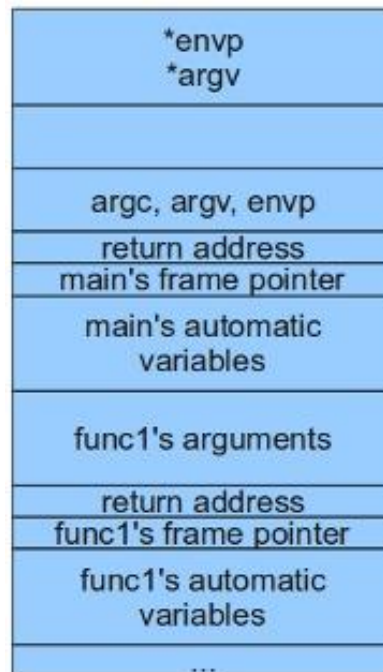 *envp
*argv
argc, argv, envp
return address
main's frame pointer
main's automatic
variables
func1's arguments
return address
func1's frame pointer
func1's automatic
variables
...